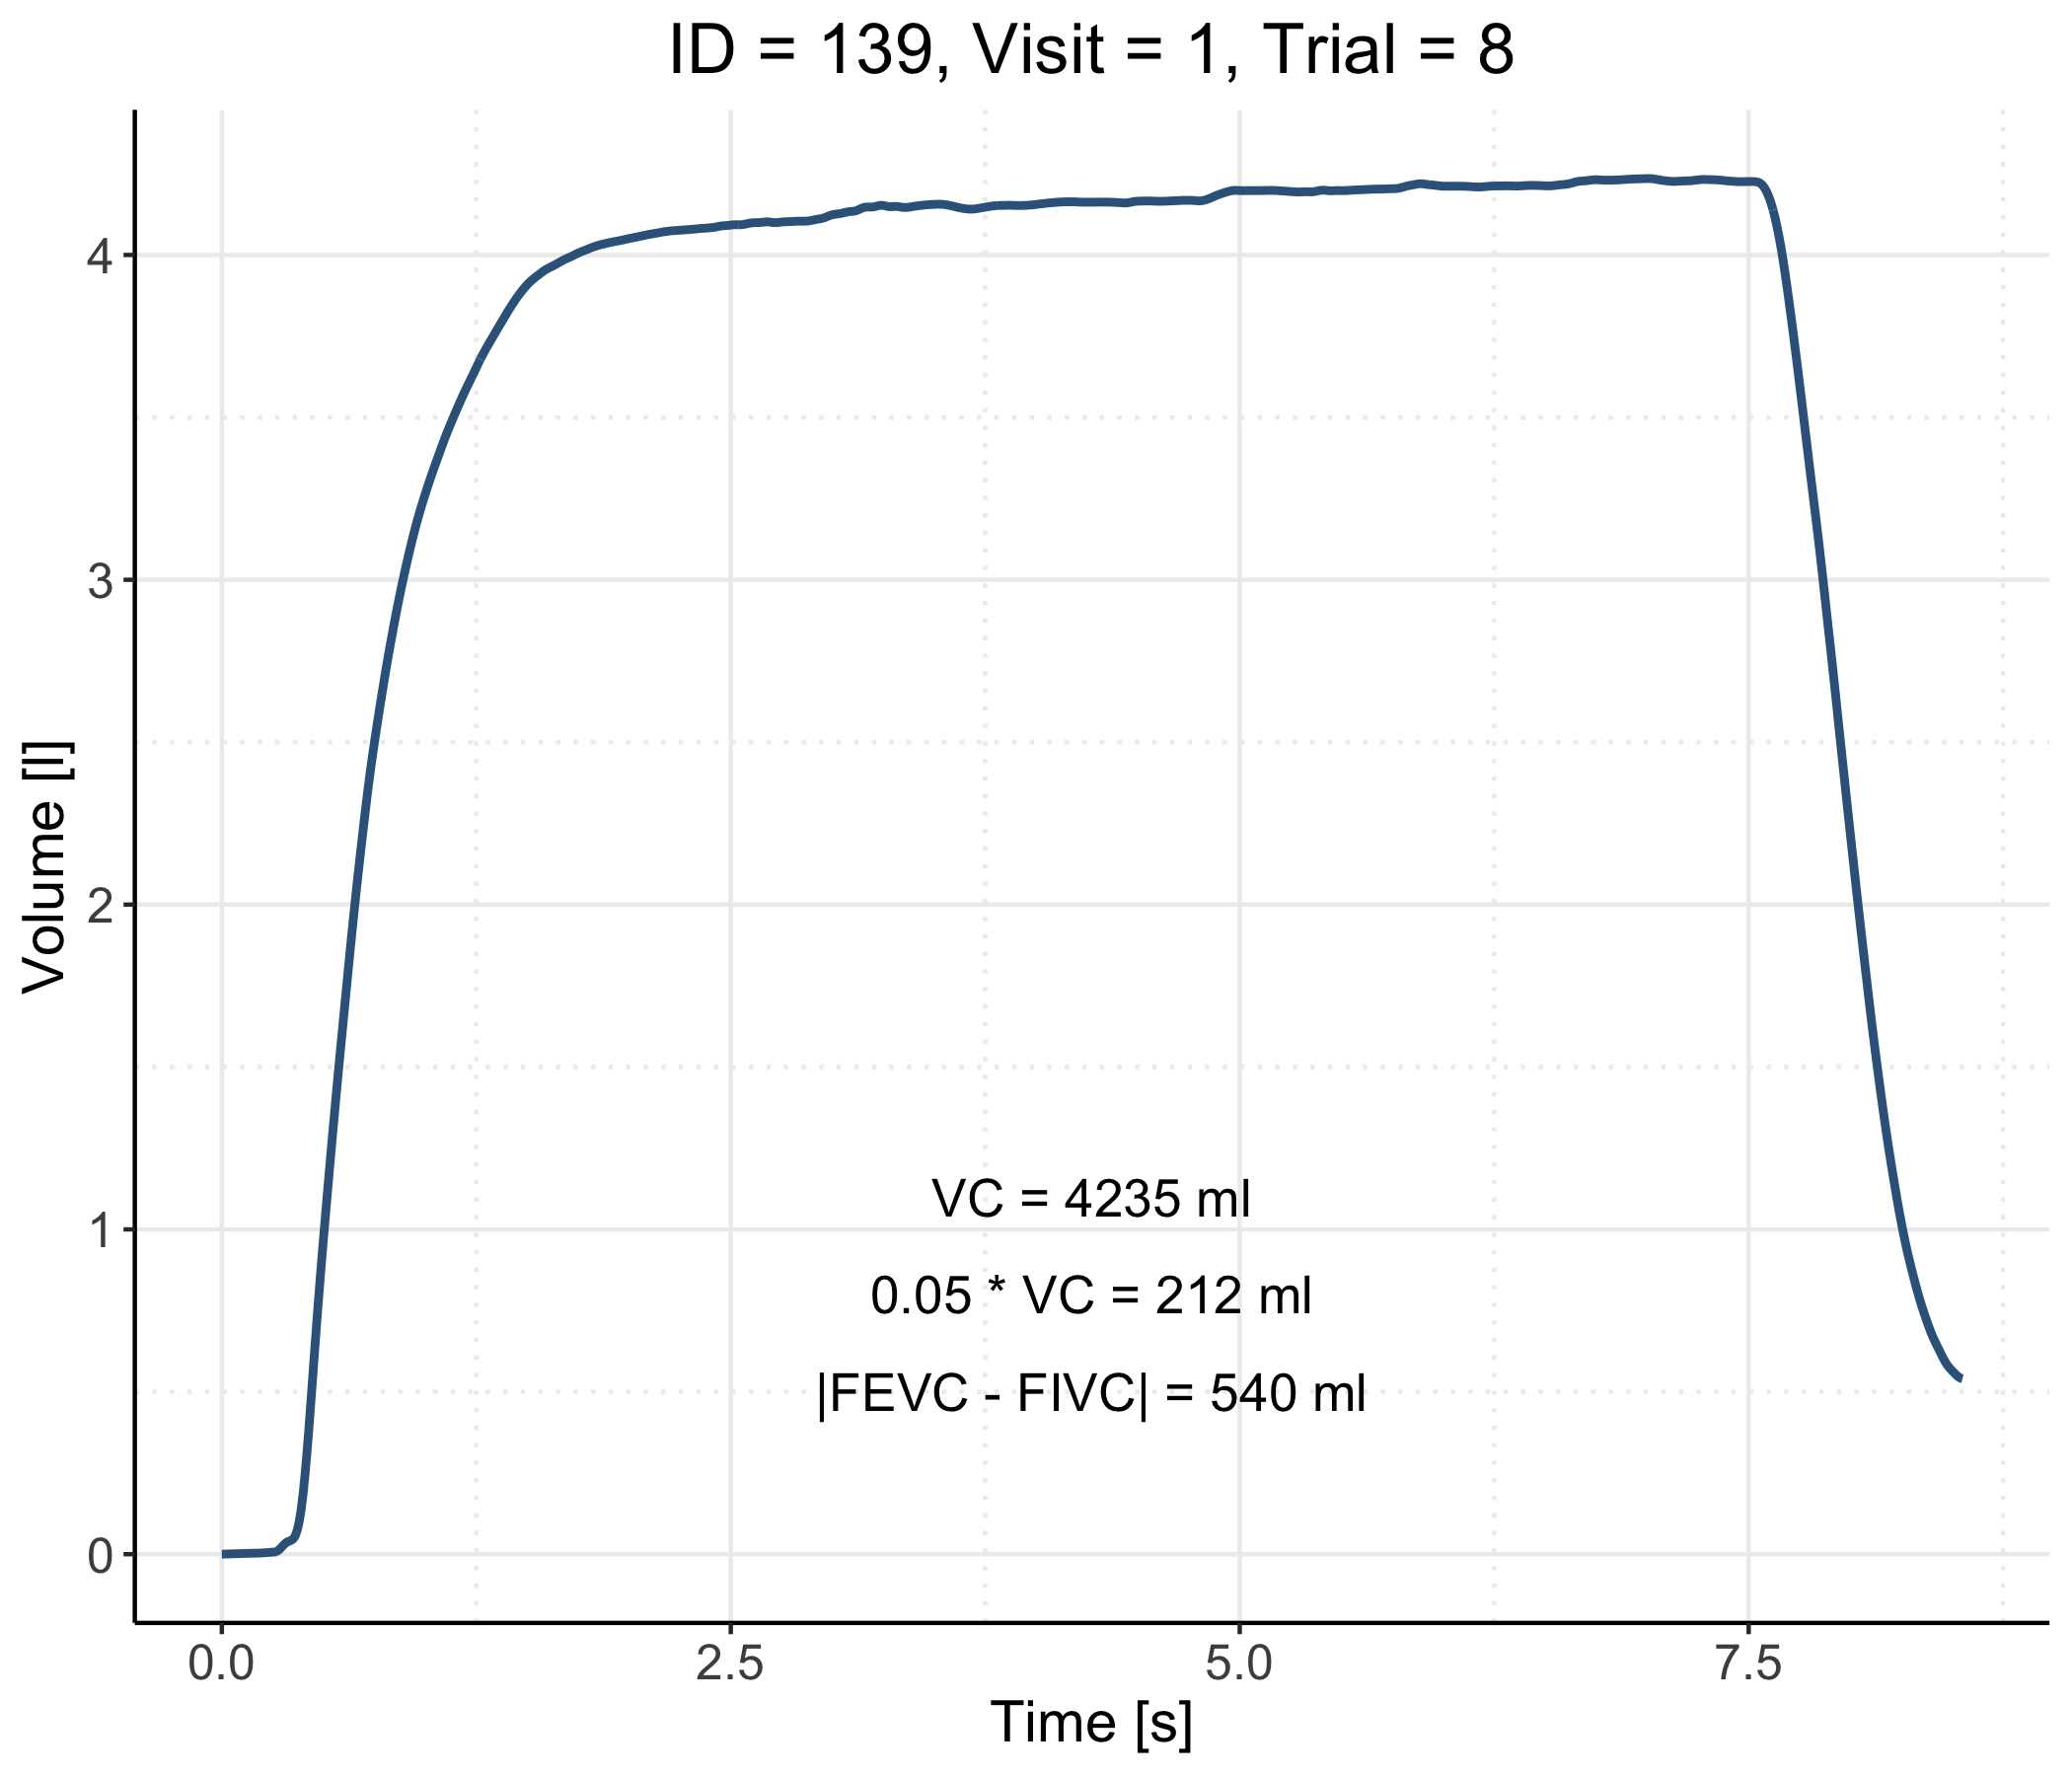 ID = 139, Visit = 1, Trial = 8
4
3
2
1
0
Volume [l]
VC = 4235 ml
0.05 * VC = 212 ml
|FEVC - FIVC| = 540 ml
0.0 2.5 5.0 7.5
Time [s]